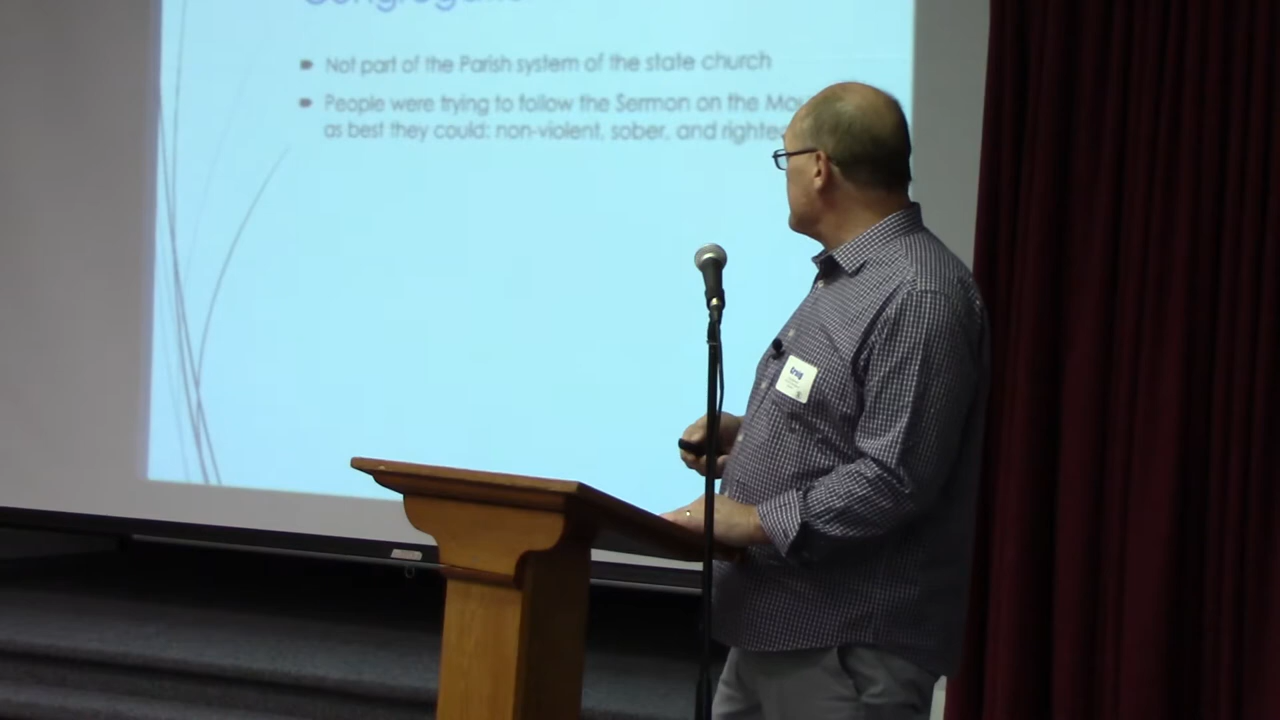 Not part of the Parish system of the state church
People were trying to follow the Sermon on the
as best they could: non-violent, sober, and
Craig